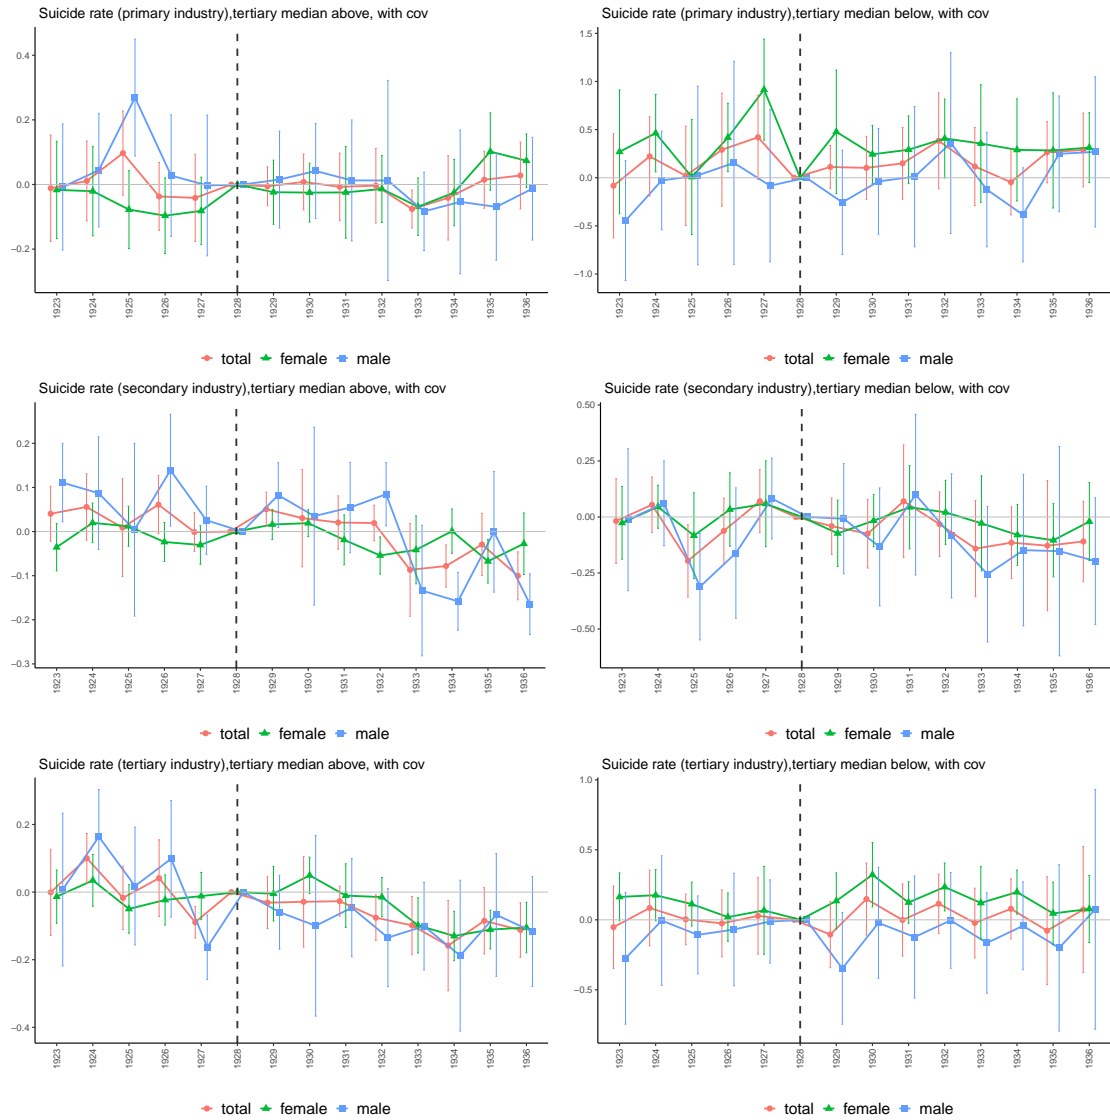 Suicide rate (primary industry),tertiary median above, with cov
0.4
0.2
0.0
−0.2
1923 1924 1925 1926 1927 1928 1929 1930 1931 1932 1933 1934 1935 1936
total female male
Suicide rate (primary industry),tertiary median below, with cov
1.5
1.0
0.5
0.0
−0.5
−1.0
1923 1924 1925 1926 1927 1928 1929 1930 1931 1932 1933 1934 1935 1936
total female male
Suicide rate (secondary industry),tertiary median above, with cov
0.2
0.1
0.0
−0.1
−0.2
−0.3
1923 1924 1925 1926 1927 1928 1929 1930 1931 1932 1933 1934 1935 1936
total female male
Suicide rate (secondary industry),tertiary median below, with cov
0.50
0.25
0.00
−0.25
−0.50
1923 1924 1925 1926 1927 1928 1929 1930 1931 1932 1933 1934 1935 1936
total female male
Suicide rate (tertiary industry),tertiary median above, with cov
0.2
0.0
−0.2
−0.4
1923 1924 1925 1926 1927 1928 1929 1930 1931 1932 1933 1934 1935 1936
total female male
Suicide rate (tertiary industry),tertiary median below, with cov
1.0
0.5
0.0
−0.5
1923 1924 1925 1926 1927 1928 1929 1930 1931 1932 1933 1934 1935 1936
total female male